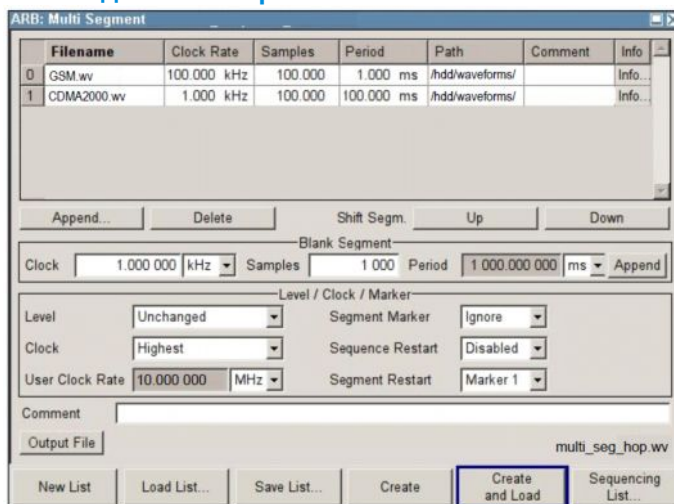 ARB: Multi Segment
Filename Clock Rate Samples Period Path Comment Info
0 GSM.wv 100.000 kHz 100.000 1.000 ms /hdd/waveforms/ Info...
1 CDMA2000.wv 1.000 kHz 100.000 100.000 ms /hdd/waveforms/ Info...
Append... Delete Shift Segm. Up Down
Blank Segment
Clock 1.000 000 kHz Samples 1 000 Period 1 000.000 000 ms Append
Level / Clock / Marker
Level Unchanged Segment Marker Ignore
Clock Highest Sequence Restart Disabled
User Clock Rate 10.000 000 MHz Segment Restart Marker 1
Comment
Output File multi_seg_hop.wv
New List Load List... Save List... Create Create and Load Sequencing List...